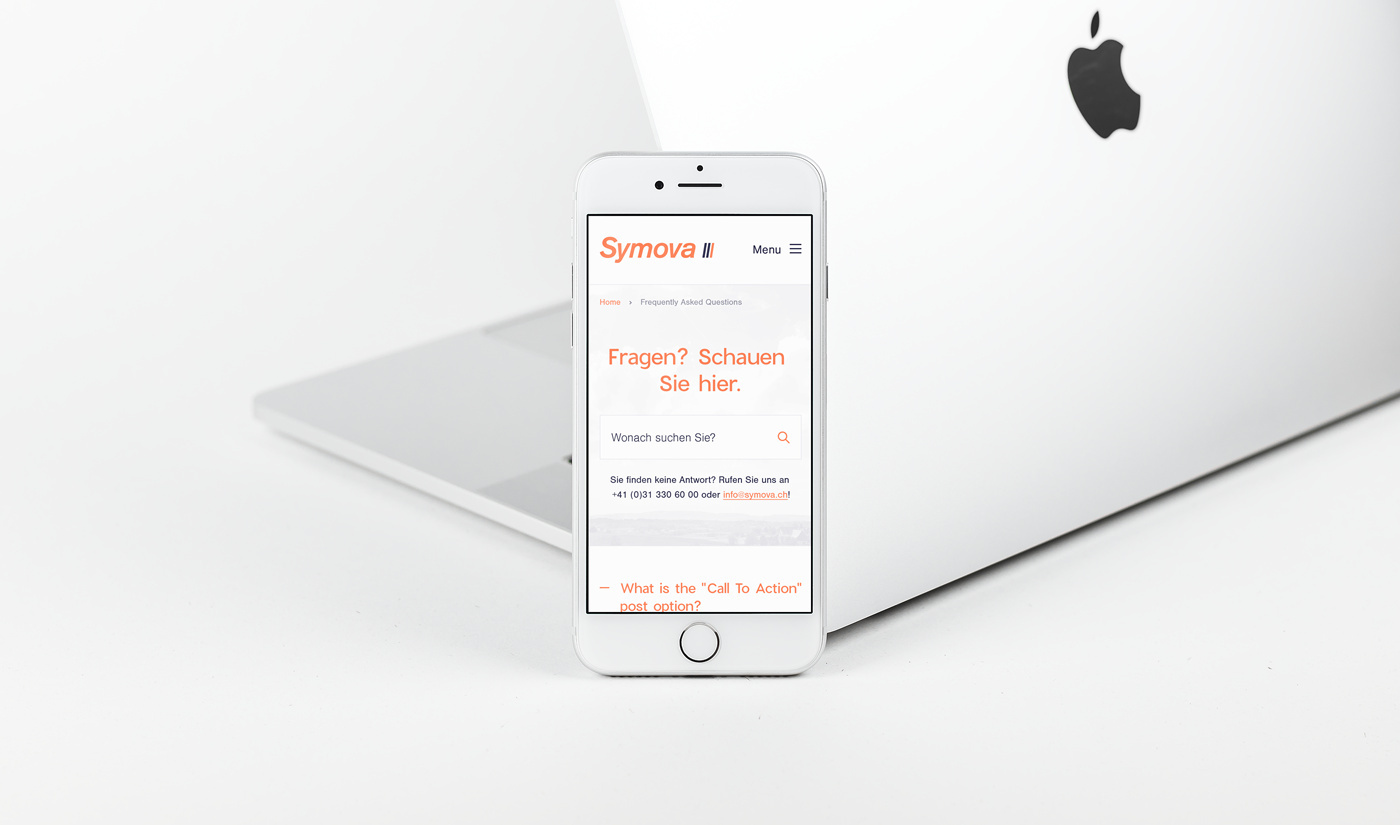 Symova
Menu
Home › Frequently Asked Questions
Fragen? Schauen
Sie hier.
Wonach suchen Sie?
Sie finden keine Antwort? Rufen Sie uns an
+41 (0)31 330 60 00 oder info@symova.ch!
What is the "Call To Action"
post option?